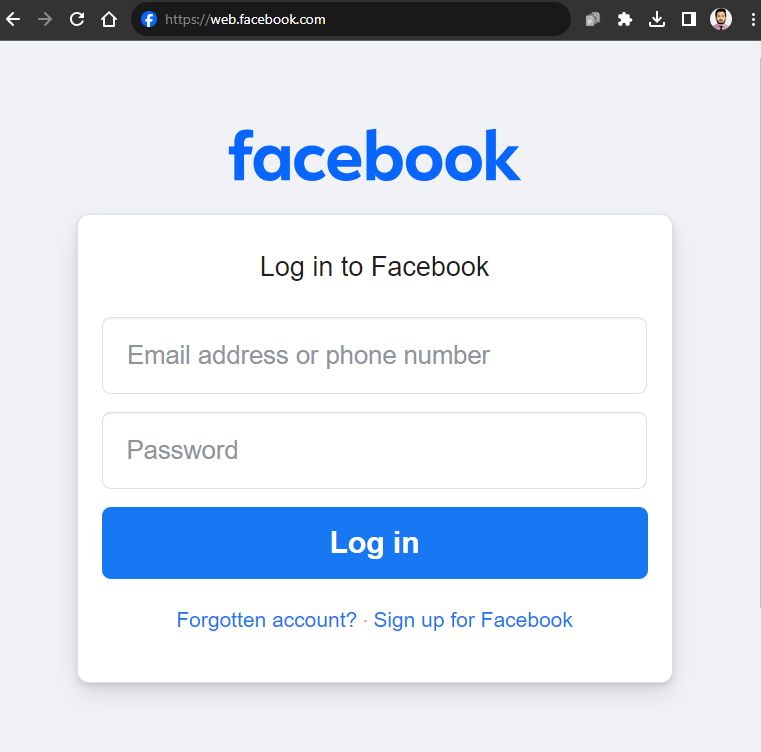 https://web.facebook.com
facebook
Log in to Facebook
Email address or phone number
Password
Log in
Forgotten account? · Sign up for Facebook